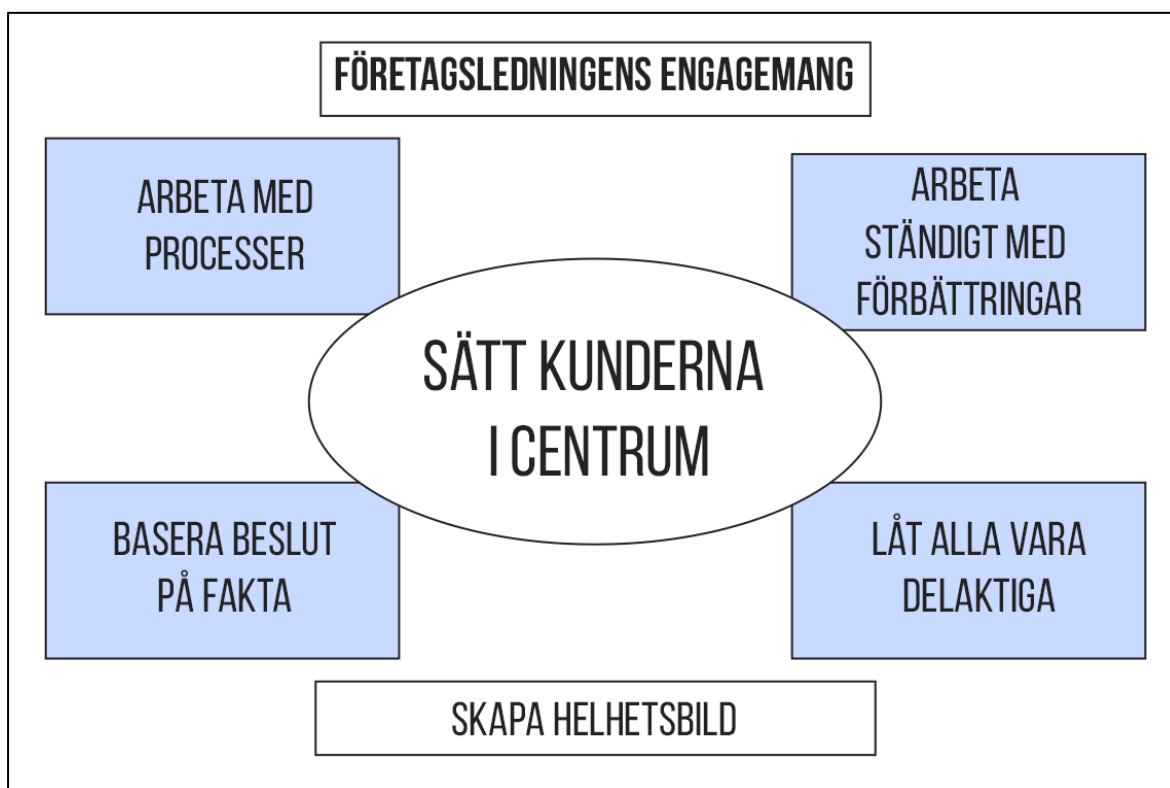 FÖRETAGSLEDNINGENS ENGAGEMANG
ARBETA MED
PROCESSER
ARBETA
STÄNDIGT MED
FÖRBÄTTRINGAR
SÄTT KUNDERNA
I CENTRUM
BASERA BESLUT
PÅ FAKTA
LÅT ALLA VARA
DELAKTIGA
SKAPA HELHETSBILD